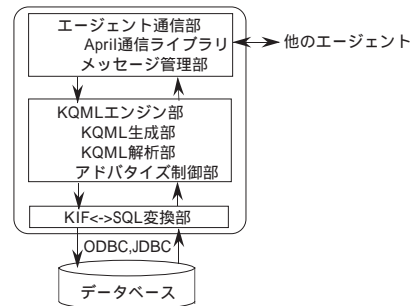 エージェント通信部
April通信ライブラリ
メッセージ管理部
他のエージェント
KQMLエンジン部
KQML生成部
KQML解析部
アドバタイズ制御部
KIF<->SQL変換部
ODBC,JDBC
データベース